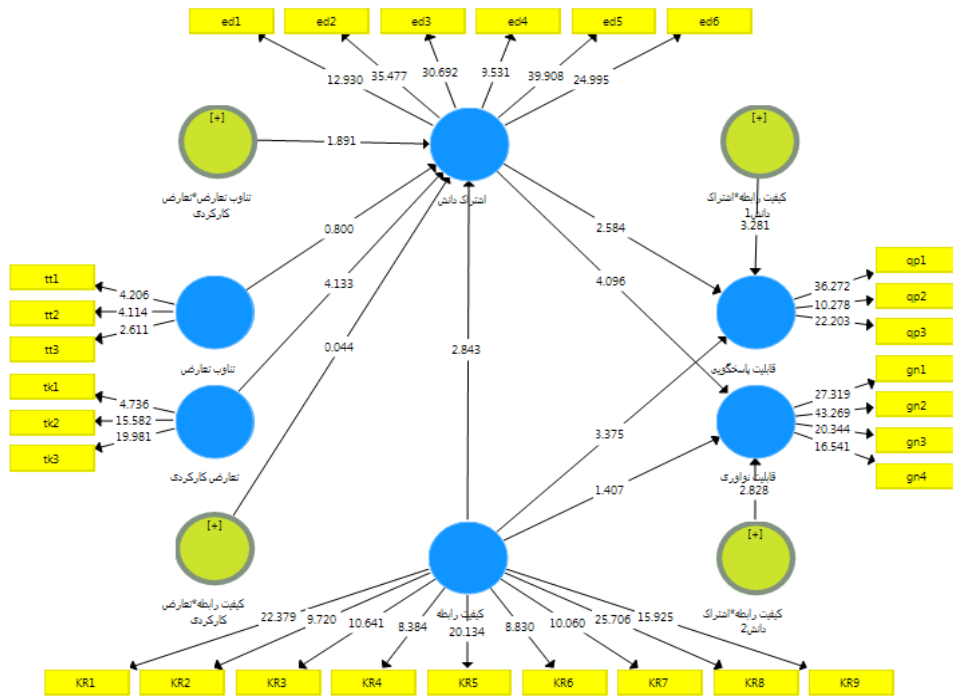 ed1 ed2 ed3 ed4 ed5 ed6
12.930 35.477 30.692 9.531 39.908 24.995
[+] [+]
1.891
تناوب تعارض*تعارض
کارکردی
اشتراک دانش
کیفیت رابطه*اشتراک
دانش1
3.281
0.800
2.584
4.133
4.096
tt1
tt2
tt3
4.206
4.114
2.611
qp1
qp2
qp3
36.272
10.278
22.203
0.044
2.843
تناوب تعارض
قابلیت پاسخگویی
tk1
tk2
tk3
4.736
15.582
19.981
gn1
gn2
gn3
gn4
27.319
43.269
20.344
16.541
3.375
1.407
تعارض کارکردی
قابلیت نواوری
2.828
[+] [+]
کیفیت رابطه*تعارض
کارکردی
کیفیت رابطه
کیفیت رابطه*اشتراک
دانش2
22.379 9.720 10.641 8.384 20.134 8.830 10.060 25.706 15.925
KR1 KR2 KR3 KR4 KR5 KR6 KR7 KR8 KR9